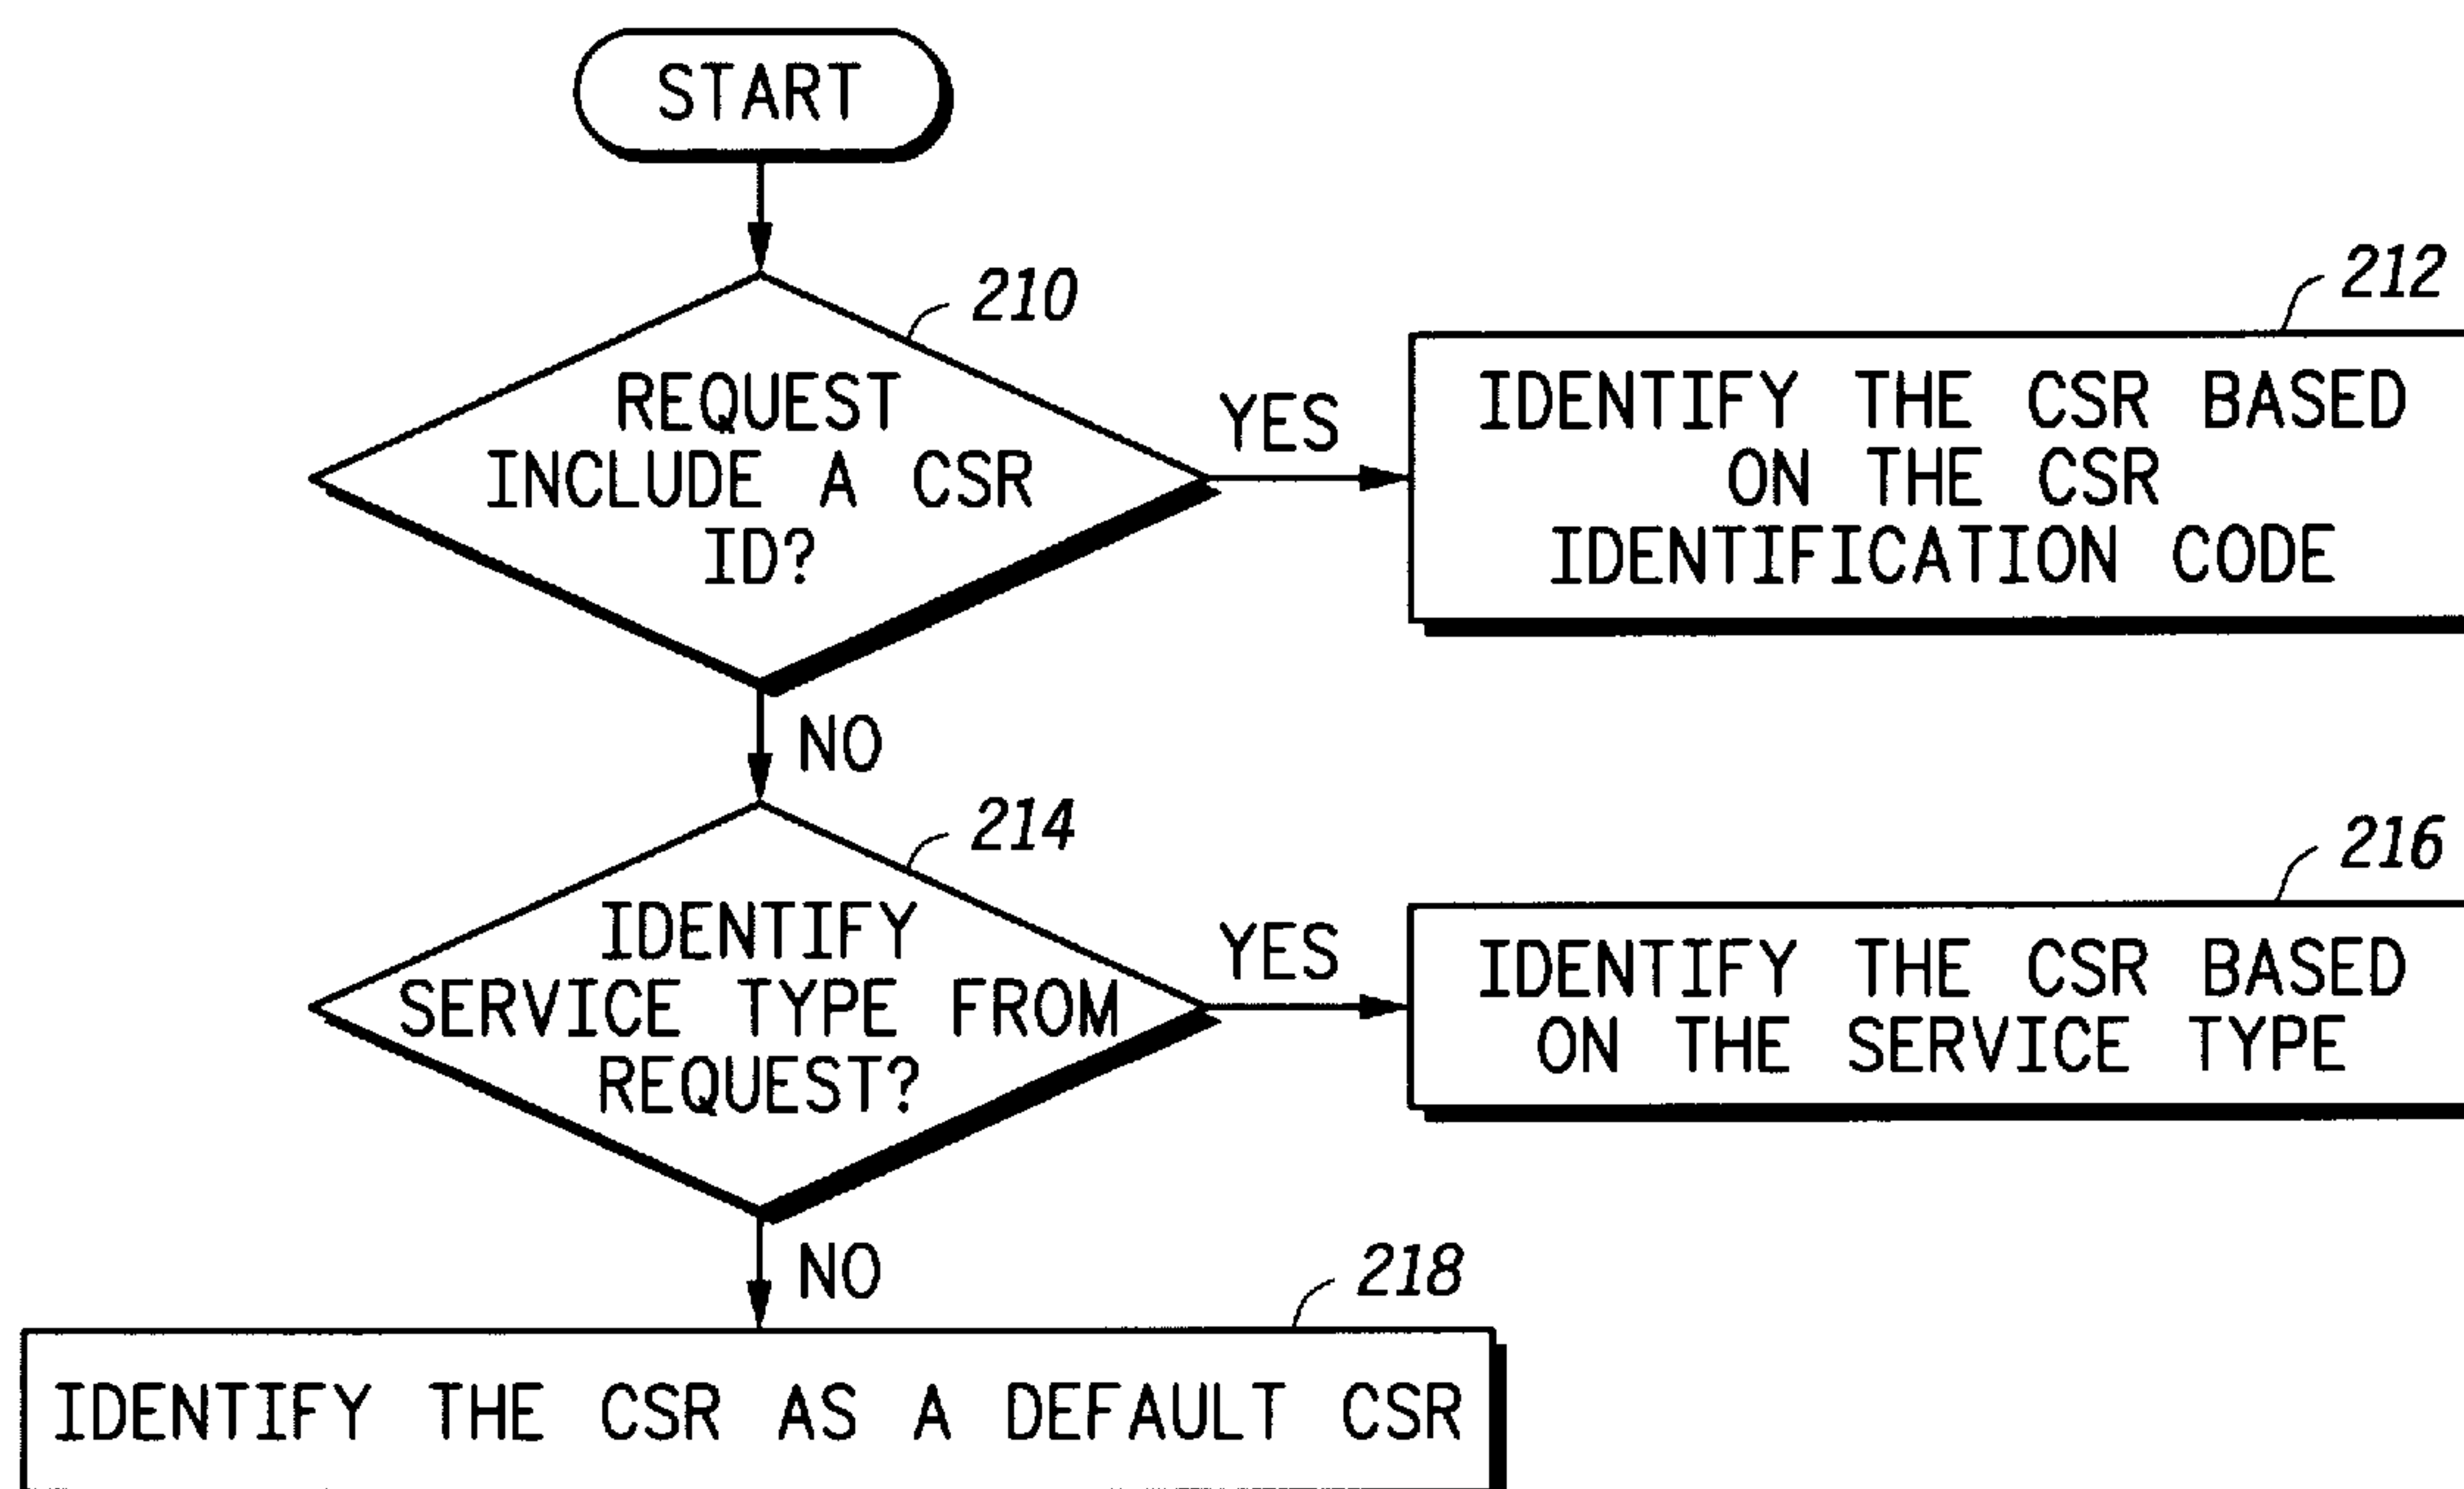 START
210
REQUEST
INCLUDE A CSR
ID?
YES
212
IDENTIFY THE CSR BASED
ON THE CSR
IDENTIFICATION CODE
NO
214
IDENTIFY
SERVICE TYPE FROM
REQUEST?
YES
216
IDENTIFY THE CSR BASED
ON THE SERVICE TYPE
NO
218
IDENTIFY THE CSR AS A DEFAULT CSR